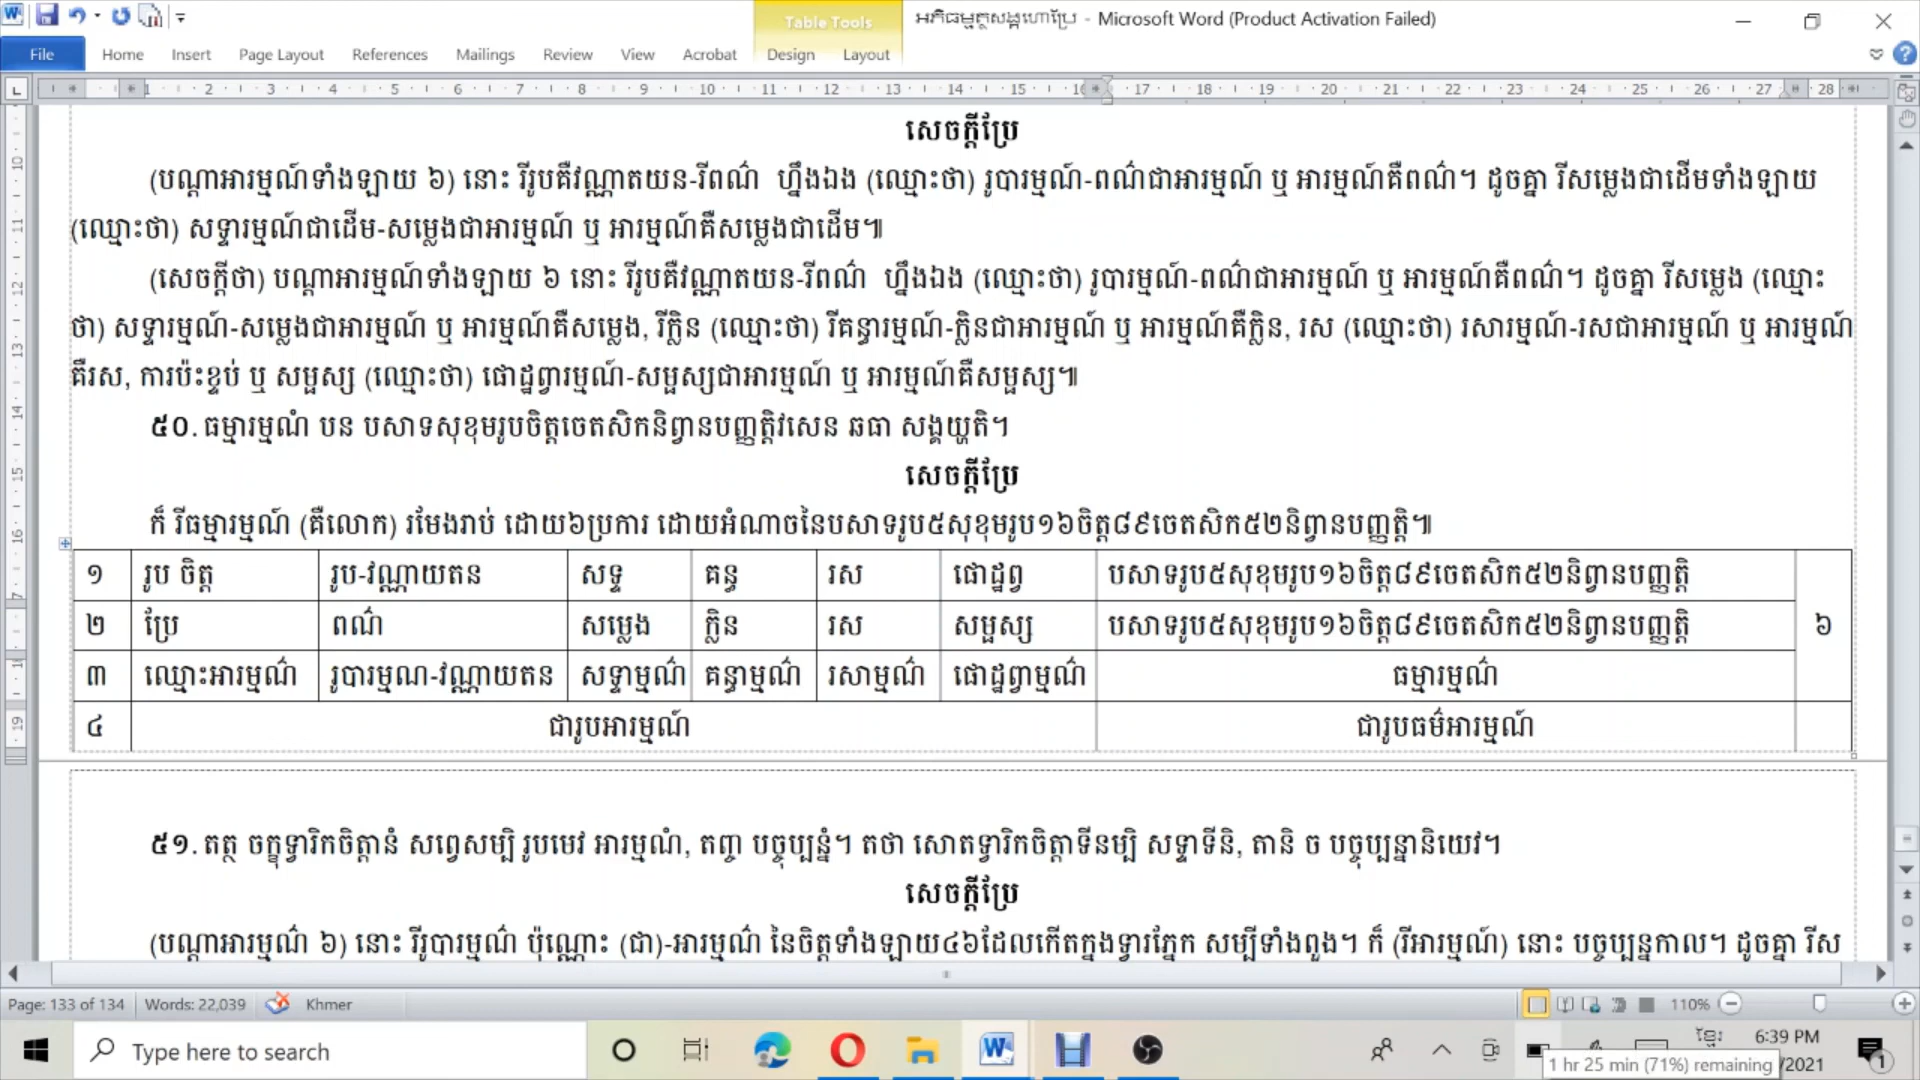 អភិធម្មត្ថសង្គហោប្រែ - Microsoft Word (Product Activation Failed)
Table Tools
File Home Insert Page Layout References Mailings Review View Acrobat Design Layout
សេចក្តីប្រែ
(បណ្តាអារម្មណ៍ទាំងឡាយ ៦) នោះ រីរូបគឺវណ្ណាតយន-រីពណ៌ ហ្នឹងឯង (ឈ្មោះថា) រូបារម្មណ៍-ពណ៌ជាអារម្មណ៍ ឬ អារម្មណ៍គឺពណ៌។ ដូចគ្នា រីសម្លេងជាដើមទាំងឡាយ
(ឈ្មោះថា) សទ្ទារម្មណ៍ជាដើម-សម្លេងជាអារម្មណ៍ ឬ អារម្មណ៍គឺសម្លេងជាដើម៕
(សេចក្តីថា) បណ្តាអារម្មណ៍ទាំងឡាយ ៦ នោះ រីរូបគឺវណ្ណាតយន-រីពណ៌ ហ្នឹងឯង (ឈ្មោះថា) រូបារម្មណ៍-ពណ៌ជាអារម្មណ៍ ឬ អារម្មណ៍គឺពណ៌។ ដូចគ្នា រីសម្លេង (ឈ្មោះ
ថា) សទ្ទារម្មណ៍-សម្លេងជាអារម្មណ៍ ឬ អារម្មណ៍គឺសម្លេង, រីក្លិន (ឈ្មោះថា) រីគន្ធារម្មណ៍-ក្លិនជាអារម្មណ៍ ឬ អារម្មណ៍គឺក្លិន, រស (ឈ្មោះថា) រសារម្មណ៍-រសជាអារម្មណ៍ ឬ អារម្មណ៍
គឺរស, ការប៉ះខ្ទប់ ឬ សម្ផស្ស (ឈ្មោះថា) ផោដ្ឋព្វារម្មណ៍-សម្ផស្សជាអារម្មណ៍ ឬ អារម្មណ៍គឺសម្ផស្ស៕
៥០. ធម្មារម្មណំ បន បសាទសុខុមរូបចិត្តចេតសិកនិព្វានបញ្ញត្តិវសេន ឆធា សង្គយ្ហតិ។
សេចក្តីប្រែ
ក៏ រីធម្មារម្មណ៍ (គឺលោក) រមែងរាប់ ដោយ៦ប្រការ ដោយអំណាចនៃបសាទរូប៥សុខុមរូប១៦ចិត្ត៨៩ចេតសិក៥២និព្វានបញ្ញត្តិ៕
១ រូប ចិត្ត រូប-វណ្ណាយតន សទ្ទ គន្ធ រស ផោដ្ឋព្វ បសាទរូប៥សុខុមរូប១៦ចិត្ត៨៩ចេតសិក៥២និព្វានបញ្ញត្តិ
២ ប្រែ ពណ៌ សម្លេង ក្លិន រស សម្ផស្ស បសាទរូប៥សុខុមរូប១៦ចិត្ត៨៩ចេតសិក៥២និព្វានបញ្ញត្តិ ៦
៣ ឈ្មោះអារម្មណ៌ រូបារម្មណ-វណ្ណាយតន សទ្ទាម្មណ៌ គន្ធាម្មណ៌ រសាម្មណ៌ ផោដ្ឋព្វាម្មណ៌ ធម្មារម្មណ៌
៤ ជារូបអារម្មណ៍ ជារូបធម៌អារម្មណ៍
៥១. តត្ថ ចក្ខុទ្វារិកចិត្តានំ សព្វេសម្បិ រូបមេវ អារម្មណំ, តញ្ច បច្ចុប្បន្នំ។ តថា សោតទ្វារិកចិត្តាទីនម្បិ សទ្ទាទីនិ, តានិ ច បច្ចុប្បន្នានិយេវ។
សេចក្តីប្រែ
(បណ្តាអារម្មណ៌ ៦) នោះ រីរូបារម្មណ៌ ប៉ុណ្ណោះ (ជា)-អារម្មណ៌ នៃចិត្តទាំងឡាយ៤៦ដែលកើតក្នុងទ្វារភ្នែក សម្បីទាំងពួង។ ក៏ (រីអារម្មណ៍) នោះ បច្ចុប្បន្នកាល។ ដូចគ្នា រីស
Page: 133 of 134 Words: 22,039 Khmer 110%
Type here to search
ខ្មែរ 6:39 PM
/2021
1 hr 25 min (71%) remaining
1